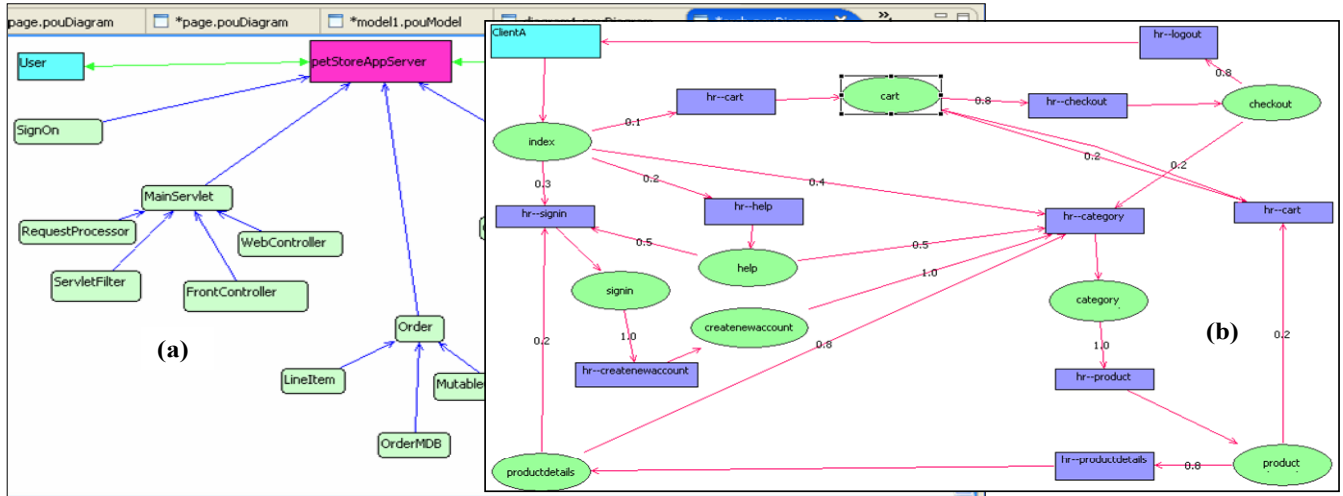 page.pouDiagram
*page.pouDiagram
*model1.pouModel
User
petStoreAppServer
SignOn
MainServlet
RequestProcessor
WebController
ServletFilter
FrontController
(a)
Order
LineItem
OrderMDB
ClientA
hr--logout
0.8
hr--cart
cart
0.8
hr--checkout
checkout
0.1
index
0.3
0.2
0.4
0.2
0.2
hr--signin
hr--help
hr--category
hr--cart
0.5
0.5
help
1.0
signin
category
createnewaccount
(b)
1.0
0.2
0.8
1.0
0.2
hr--createnewaccount
hr--product
productdetails
hr--productdetails
0.8
product